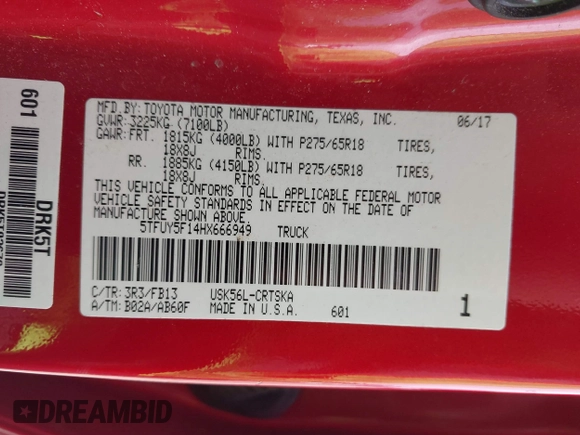 MFD.BY: TOYOTA MOTOR MANUFACTURING, TEXAS, INC. 06/17
GVWR: 3225KG (7100LB)
GAWR: FRT. 1815KG (4000LB) WITH P275/65R18 TIRES,
18X8J RIMS,
RR. 1885KG (4150LB) WITH P275/65R18 TIRES,
18X8J RIMS.
THIS VEHICLE CONFORMS TO ALL APPLICABLE FEDERAL MOTOR
VEHICLE SAFETY STANDARDS IN EFFECT ON THE DATE OF
MANUFACTURE SHOWN ABOVE.
5TFUY5F14HX666949 TRUCK
C/TR: 3R3/FB13 USK56L-CRTSKA
A/TM: B02A/AB60F MADE IN U.S.A. 601
1
601
DRK5T
DREAMBID